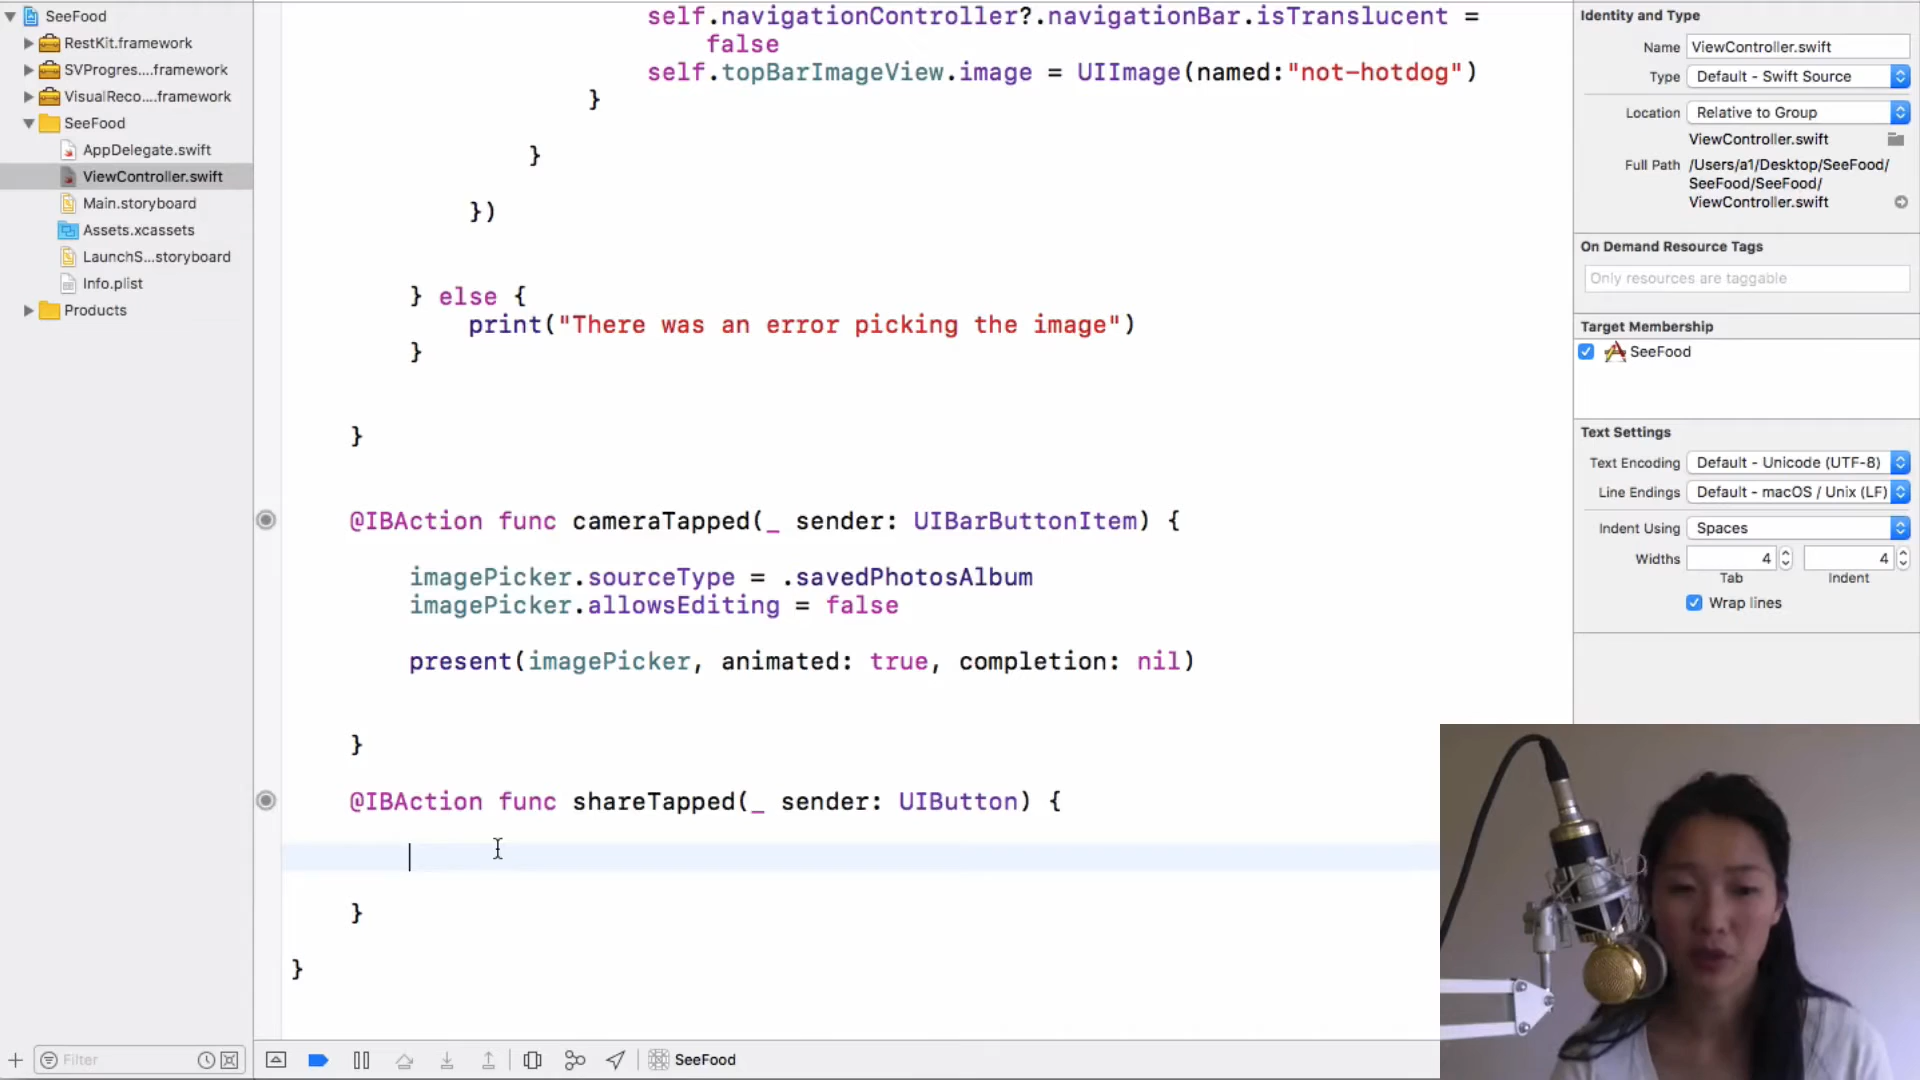 SeeFood
RestKit.framework
SVProgres....framework
VisualReco....framework
SeeFood
AppDelegate.swift
ViewController.swift
Main.storyboard
Assets.xcassets
LaunchS...storyboard
Info.plist
Products
Filter
self.navigationController?.navigationBar.isTranslucent =
false
self.topBarImageView.image = UIImage(named:"not-hotdog")
}
}
})
} else {
print("There was an error picking the image")
}
}
@IBAction func cameraTapped(_ sender: UIBarButtonItem) {
imagePicker.sourceType = .savedPhotosAlbum
imagePicker.allowsEditing = false
present(imagePicker, animated: true, completion: nil)
}
@IBAction func shareTapped(_ sender: UIButton) {
}
}
SeeFood
Identity and Type
Name ViewController.swift
Type Default - Swift Source
Location Relative to Group
ViewController.swift
Full Path /Users/a1/Desktop/SeeFood/
SeeFood/SeeFood/
ViewController.swift
On Demand Resource Tags
Only resources are taggable
Target Membership
SeeFood
Text Settings
Text Encoding Default - Unicode (UTF-8)
Line Endings Default - macOS / Unix (LF)
Indent Using Spaces
Widths 4 4
Tab Indent
Wrap lines